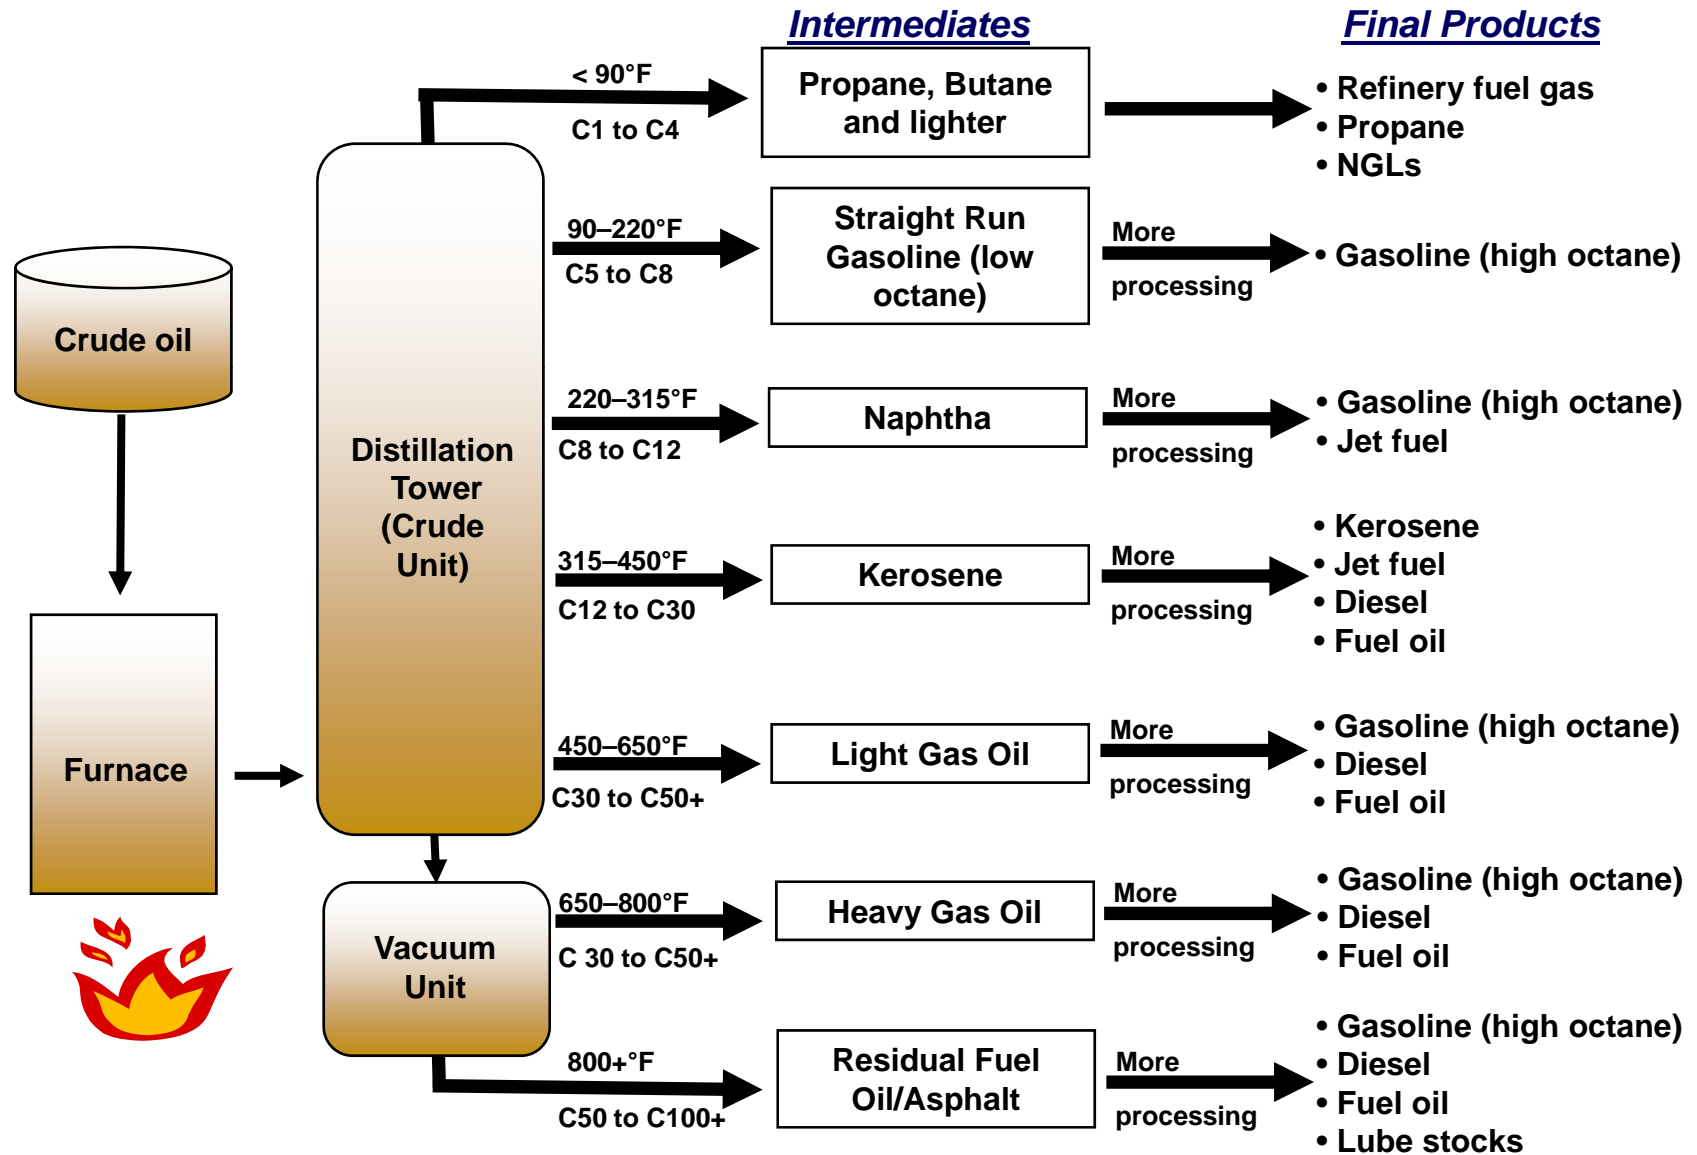 Intermediates
Final Products
< 90°F
C1 to C4
Propane, Butane
and lighter
• Refinery fuel gas
• Propane
• NGLs
90–220°F
C5 to C8
Straight Run
Gasoline (low
octane)
More
processing
• Gasoline (high octane)
Crude oil
220–315°F
C8 to C12
Naphtha
More
processing
• Gasoline (high octane)
• Jet fuel
Distillation
Tower
(Crude
Unit)
315–450°F
C12 to C30
Kerosene
More
processing
• Kerosene
• Jet fuel
• Diesel
• Fuel oil
Furnace
450–650°F
C30 to C50+
Light Gas Oil
More
processing
• Gasoline (high octane)
• Diesel
• Fuel oil
Vacuum
Unit
650–800°F
C 30 to C50+
Heavy Gas Oil
More
processing
• Gasoline (high octane)
• Diesel
• Fuel oil
800+°F
C50 to C100+
Residual Fuel
Oil/Asphalt
More
processing
• Gasoline (high octane)
• Diesel
• Fuel oil
• Lube stocks